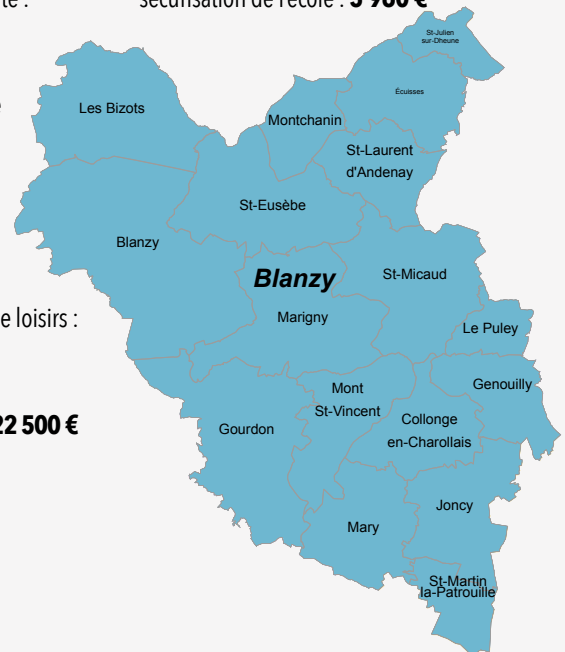 té :
sécurisation de l'école : 5 900 €
St-Julien
sur-Dheune
Écuisses
Les Bizots
Montchanin
St-Laurent
d'Andenay
St-Eusèbe
Blanzy
Blanzy
St-Micaud
Marigny
e loisirs :
Le Puley
Genouilly
Mont
St-Vincent
22 500 €
Gourdon
Collonge
en-Charollais
Joncy
Mary
St-Martin
la-Patrouille